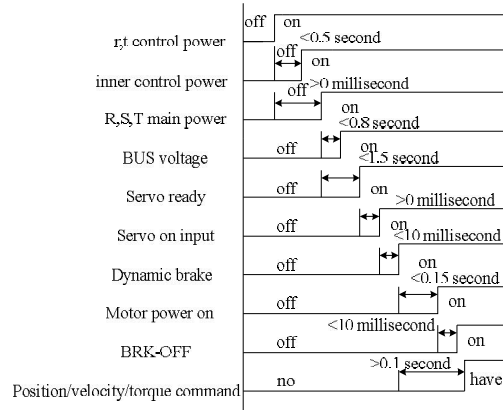 off on
r,t control power
<0.5 second
off
on
inner control power
>0 millisecond
off
on
R,S,T main power
<0.8 second
on
BUS voltage
off
<1.5 second
Servo ready
off
on
>0 millisecond
Servo on input
off
on
<10 millisecond
Dynamic brake
off
on
<0.15 second
Motor power on
off
on
<10 millisecond
BRK-OFF
off
on
>0.1 second
Position/velocity/torque command
no
have